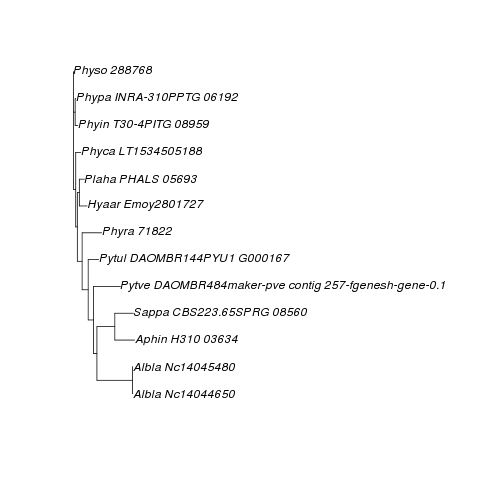 Physo 288768
Phypa INRA-310PPTG 06192
Phyin T30-4PITG 08959
Phyca LT1534505188
Plaha PHALS 05693
Hyaar Emoy2801727
Phyra 71822
Pytul DAOMBR144PYU1 G000167
Pytve DAOMBR484maker-pve contig 257-fgenesh-gene-0.1
Sappa CBS223.65SPRG 08560
Aphin H310 03634
Albla Nc14045480
Albla Nc14044650